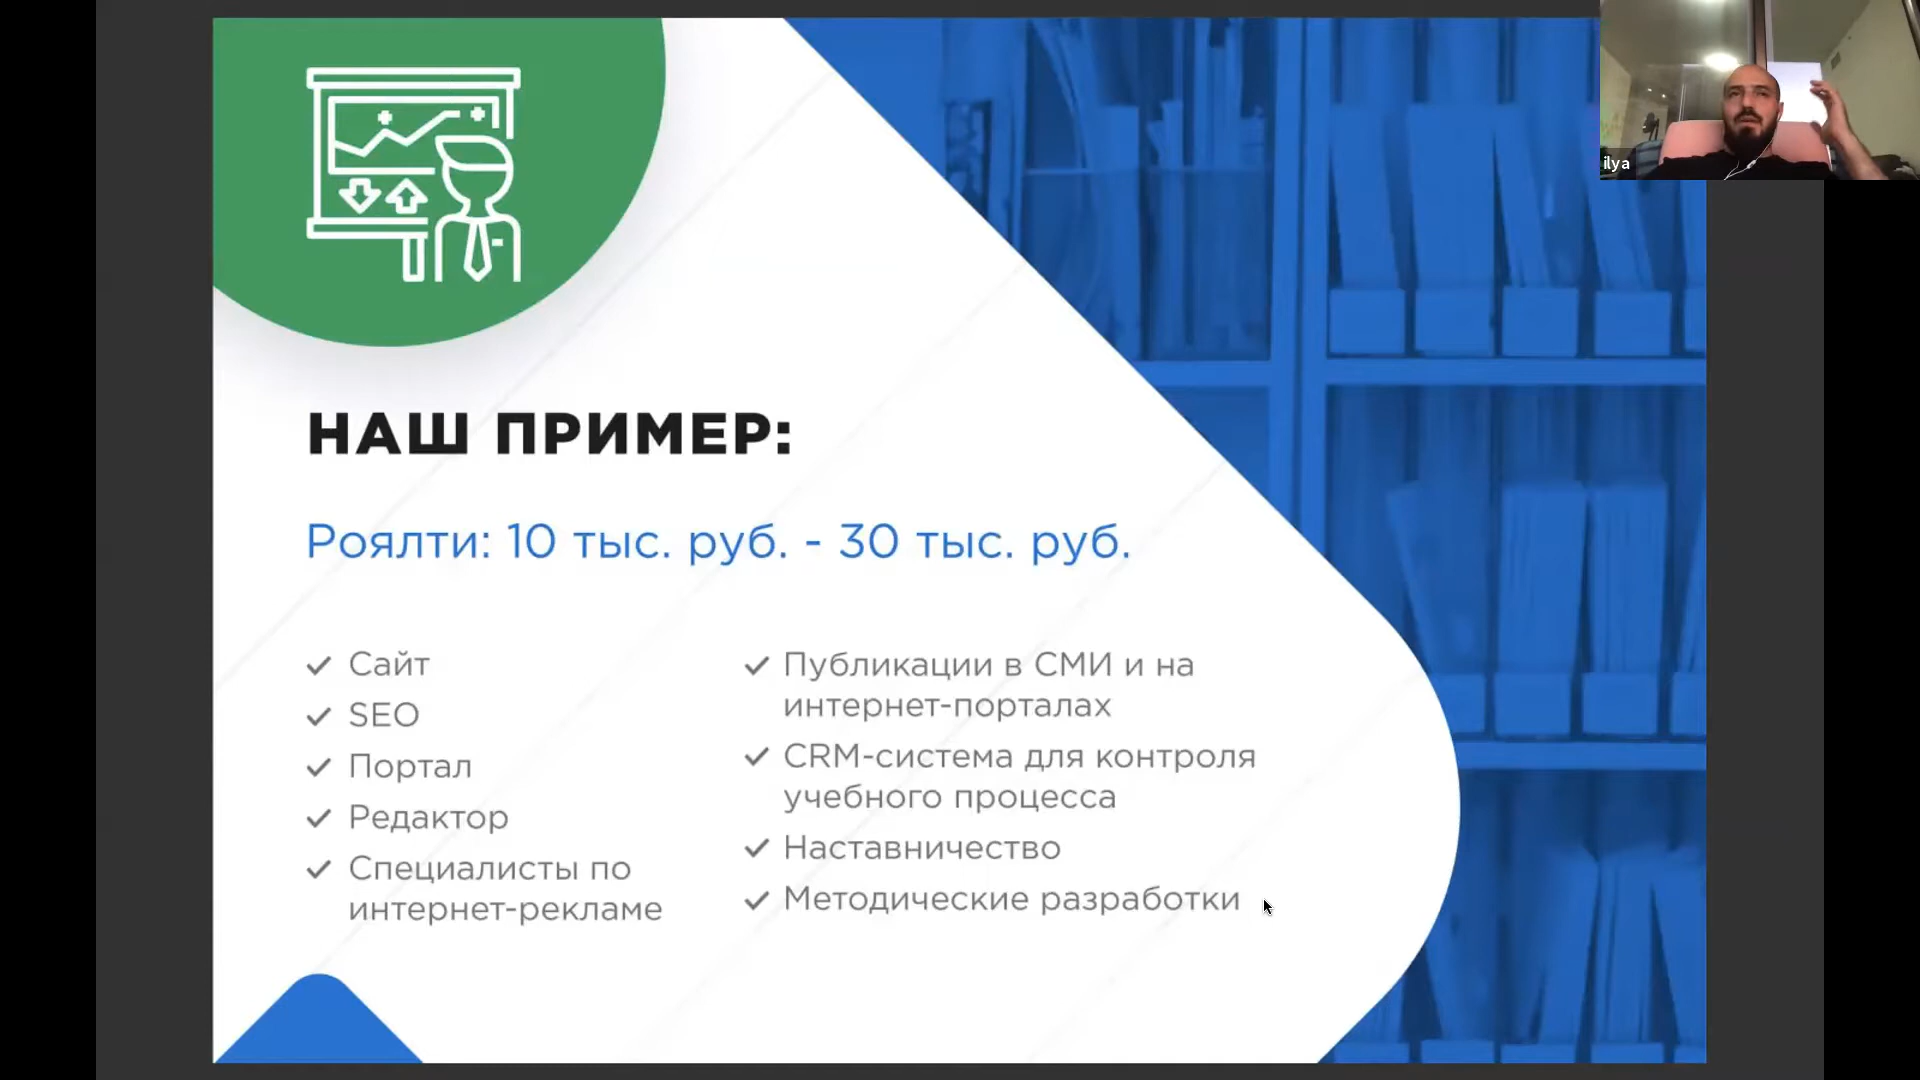 ilya
НАШ ПРИМЕР:
Роялти: 10 тыс. руб. - 30 тыс. руб.
Сайт
SEO
Портал
Редактор
Специалисты по
интернет-рекламе
Публикации в СМИ и на
интернет-порталах
CRM-система для контроля
учебного процесса
Наставничество
Методические разработки